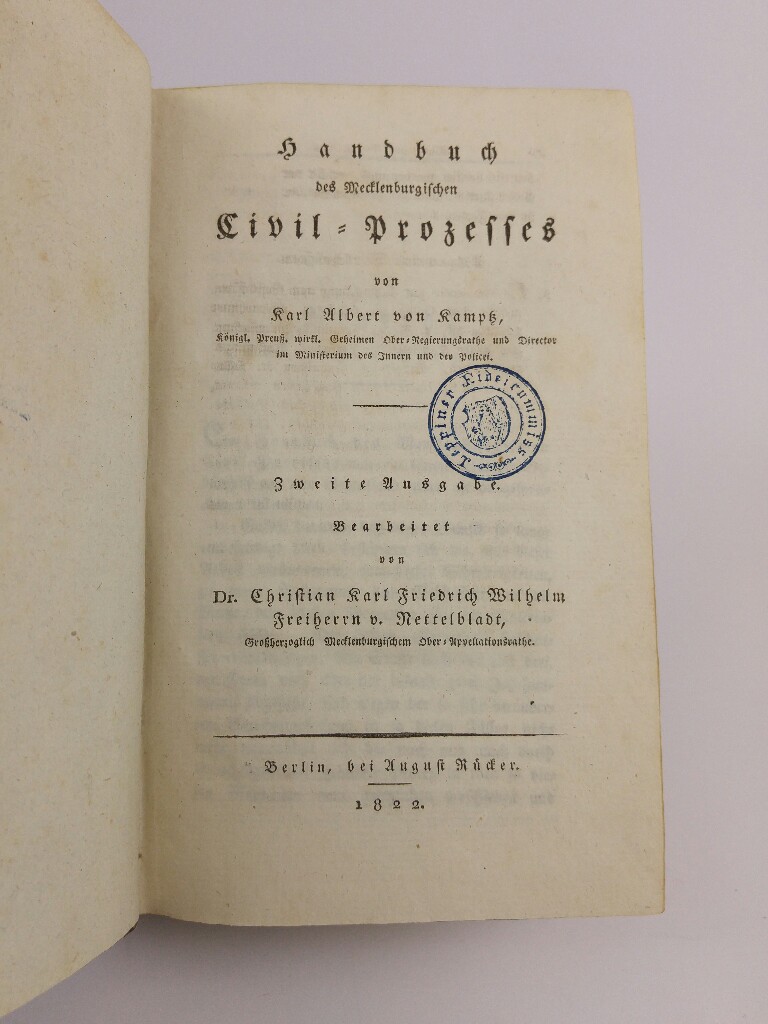 Handbuch
des Mecklenburgischen
Civil-Prozesses
von
Karl Albert von Kamptz,
Königl. Preuß. wirkl. Geheimen Ober-Regierungsrathe und Director
im Ministerium des Innern und der Policei.
Fideicommiss
Zweite Ausgabe.
Bearbeitet
von
Dr. Christian Karl Friedrich Wilhelm
Freiherrn v. Nettelbladt,
Großherzoglich Mecklenburgischem Ober-Appellationsrathe.
Berlin, bei August Rücker.
1822.